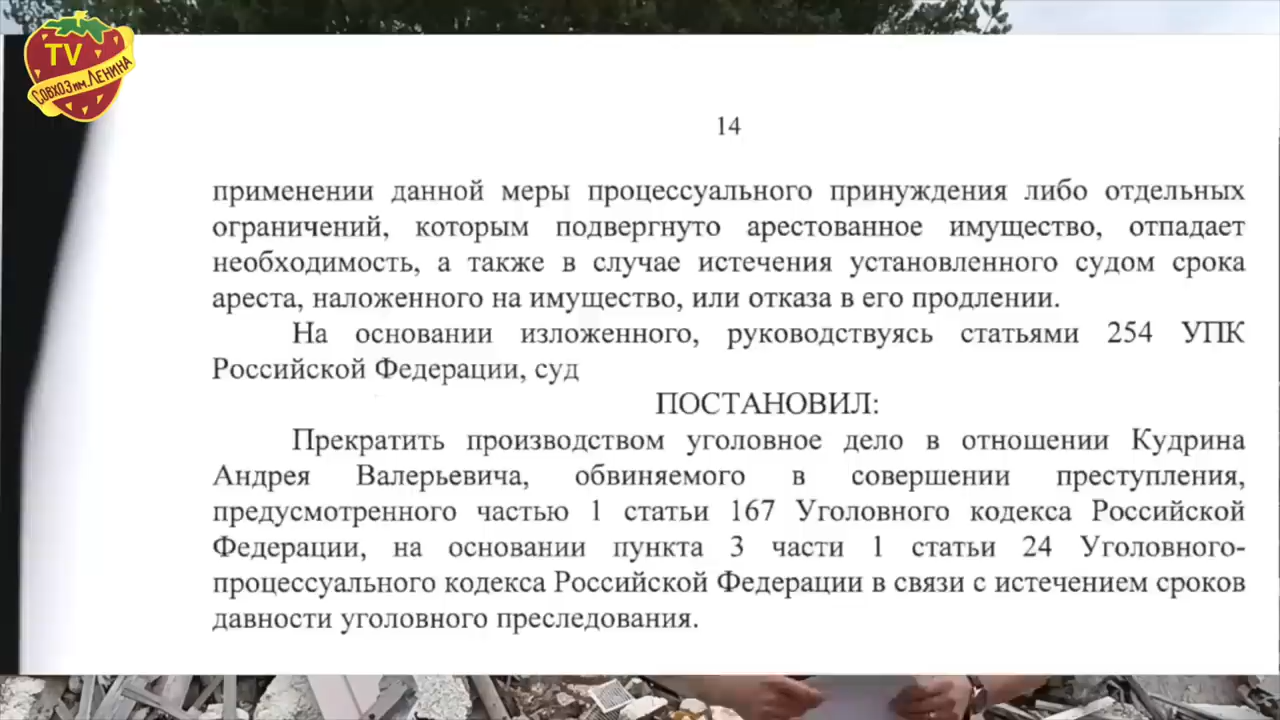 TV
СОВХОЗ им. ЛЕНИНА
14
применении данной меры процессуального принуждения либо отдельных
ограничений, которым подвергнуто арестованное имущество, отпадает
необходимость, а также в случае истечения установленного судом срока
ареста, наложенного на имущество, или отказа в его продлении.
На основании изложенного, руководствуясь статьями 254 УПК
Российской Федерации, суд
ПОСТАНОВИЛ:
Прекратить производством уголовное дело в отношении Кудрина
Андрея Валерьевича, обвиняемого в совершении преступления,
предусмотренного частью 1 статьи 167 Уголовного кодекса Российской
Федерации, на основании пункта 3 части 1 статьи 24 Уголовного-
процессуального кодекса Российской Федерации в связи с истечением сроков
давности уголовного преследования.